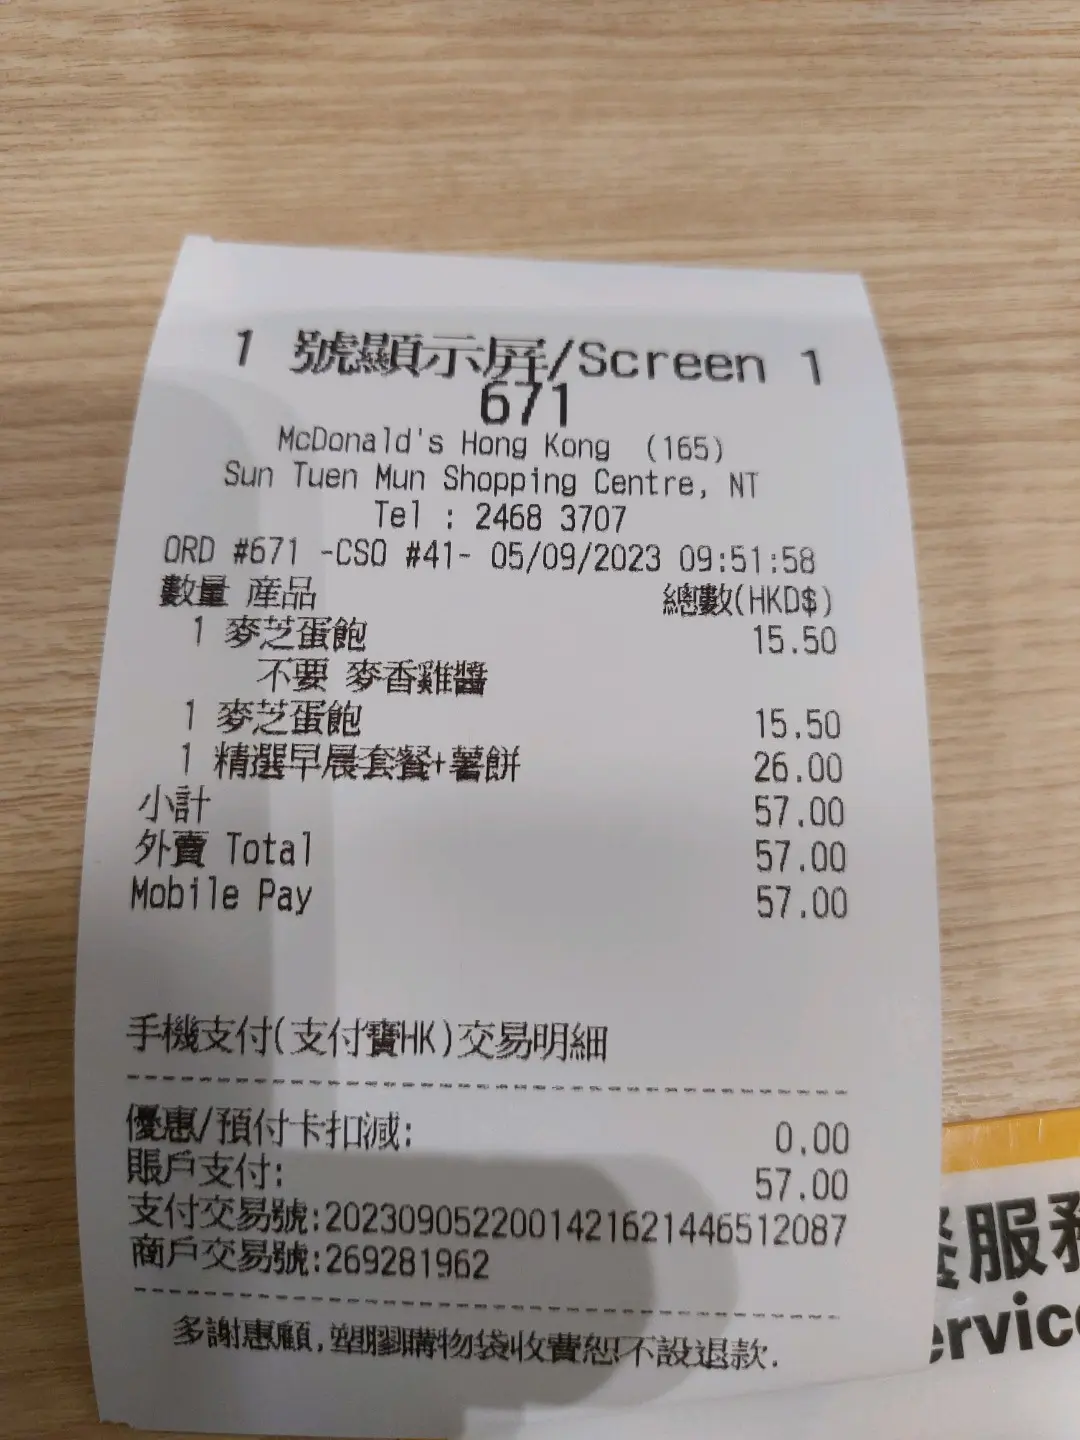 1 號顯示屏/Screen 1
671
McDonald's Hong Kong (165)
Sun Tuen Mun Shopping Centre, NT
Tel : 2468 3707
ORD #671 -CSO #41- 05/09/2023 09:51:58
數量 產品 總數(HKD$)
1 麥芝蛋飽 15.50
不要 麥香雞醬
1 麥芝蛋飽 15.50
1 精選早晨套餐+薯餅 26.00
小計 57.00
外賣 Total 57.00
Mobile Pay 57.00
手機支付(支付寶HK)交易明細
優惠/預付卡扣減: 0.00
賬戶支付: 57.00
支付交易號:2023090522001421621446512087
商戶交易號:269281962
多謝惠顧,塑膠購物袋收費恕不設退款.
服務